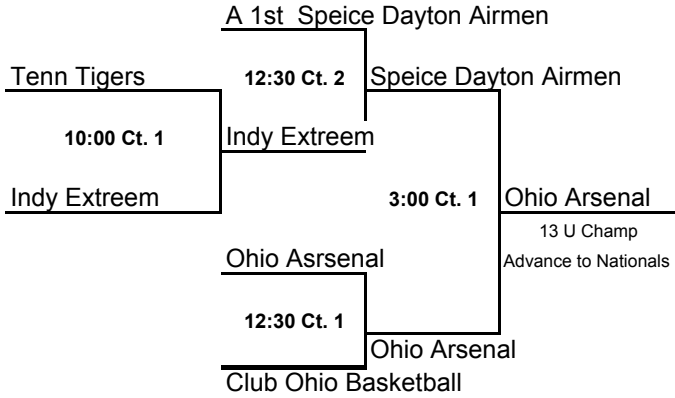 A 1st  Speice Dayton Airmen
Tenn Tigers
12:30 Ct. 2
Speice Dayton Airmen
10:00 Ct. 1
Indy Extreem
Indy Extreem
3:00 Ct. 1
Ohio Arsenal
13 U Champ
Ohio Asrsenal
Advance to Nationals
12:30 Ct. 1
Ohio Arsenal
Club Ohio Basketball